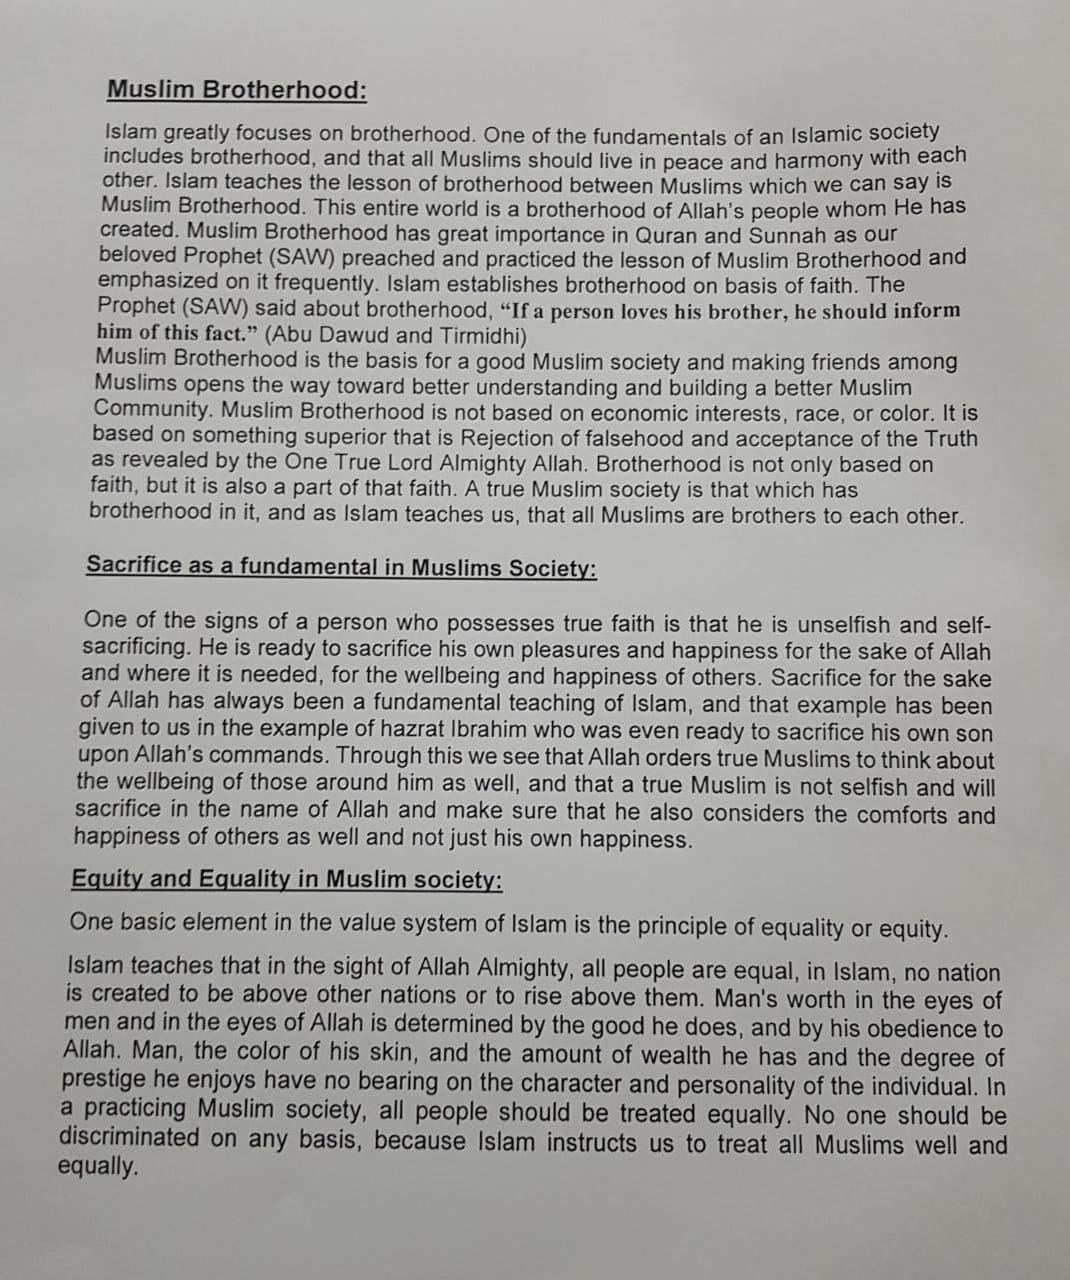 Muslim Brotherhood:
Islam greatly focuses on brotherhood. One of the fundamentals of an Islamic society
includes brotherhood, and that all Muslims should live in peace and harmony with each
other. Islam teaches the lesson of brotherhood between Muslims which we can say is
Muslim Brotherhood. This entire world is a brotherhood of Allah's people whom He has
created. Muslim Brotherhood has great importance in Quran and Sunnah as our
beloved Prophet (SAW) preached and practiced the lesson of Muslim Brotherhood and
emphasized on it frequently. Islam establishes brotherhood on basis of faith. The
Prophet (SAW) said about brotherhood, “If a person loves his brother, he should inform
him of this fact.” (Abu Dawud and Tirmidhi)
Muslim Brotherhood is the basis for a good Muslim society and making friends among
Muslims opens the way toward better understanding and building a better Muslim
Community. Muslim Brotherhood is not based on economic interests, race, or color. It is
based on something superior that is Rejection of falsehood and acceptance of the Truth
as revealed by the One True Lord Almighty Allah. Brotherhood is not only based on
faith, but it is also a part of that faith. A true Muslim society is that which has
brotherhood in it, and as Islam teaches us, that all Muslims are brothers to each other.
Sacrifice as a fundamental in Muslims Society:
One of the signs of a person who possesses true faith is that he is unselfish and self-
sacrificing. He is ready to sacrifice his own pleasures and happiness for the sake of Allah
and where it is needed, for the wellbeing and happiness of others. Sacrifice for the sake
of Allah has always been a fundamental teaching of Islam, and that example has been
given to us in the example of hazrat Ibrahim who was even ready to sacrifice his own son
upon Allah's commands. Through this we see that Allah orders true Muslims to think about
the wellbeing of those around him as well, and that a true Muslim is not selfish and will
sacrifice in the name of Allah and make sure that he also considers the comforts and
happiness of others as well and not just his own happiness.
Equity and Equality in Muslim society:
One basic element in the value system of Islam is the principle of equality or equity.
Islam teaches that in the sight of Allah Almighty, all people are equal, in Islam, no nation
is created to be above other nations or to rise above them. Man's worth in the eyes of
men and in the eyes of Allah is determined by the good he does, and by his obedience to
Allah. Man, the color of his skin, and the amount of wealth he has and the degree of
prestige he enjoys have no bearing on the character and personality of the individual. In
a practicing Muslim society, all people should be treated equally. No one should be
discriminated on any basis, because Islam instructs us to treat all Muslims well and
equally.